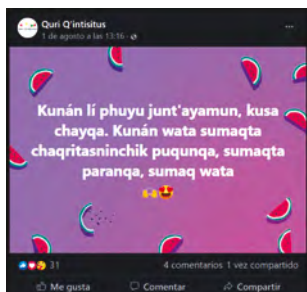 Quri Q'intisitus
1 de agosto a las 13:16 ·
Kunán lí phuyu junt'ayamun, kusa
chayqa. Kunán wata sumaqta
chaqritasninchik puqunqa, sumaqta
paranqa, sumaq wata
31
4 comentarios 1 vez compartido
Me gusta
Comentar
Compartir